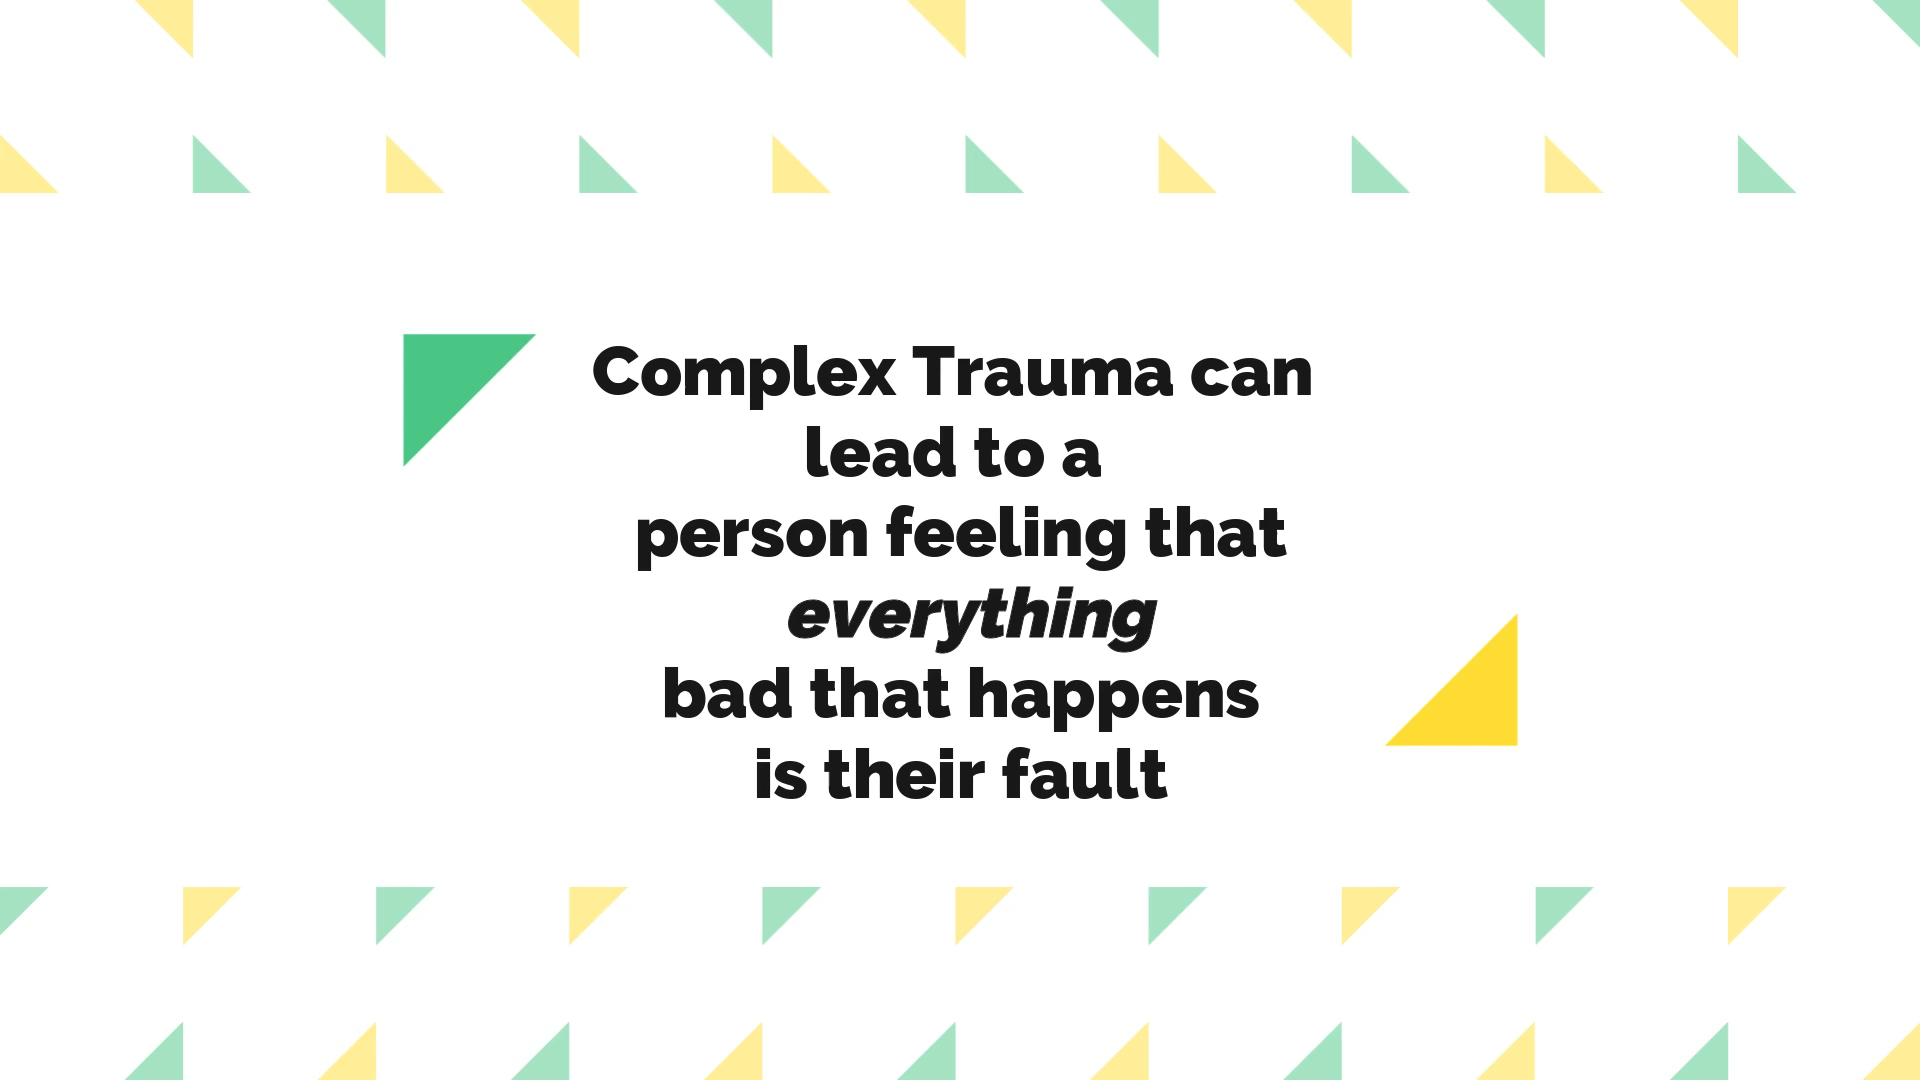 Complex Trauma can
lead to a
person feeling that
everything
bad that happens
is their fault